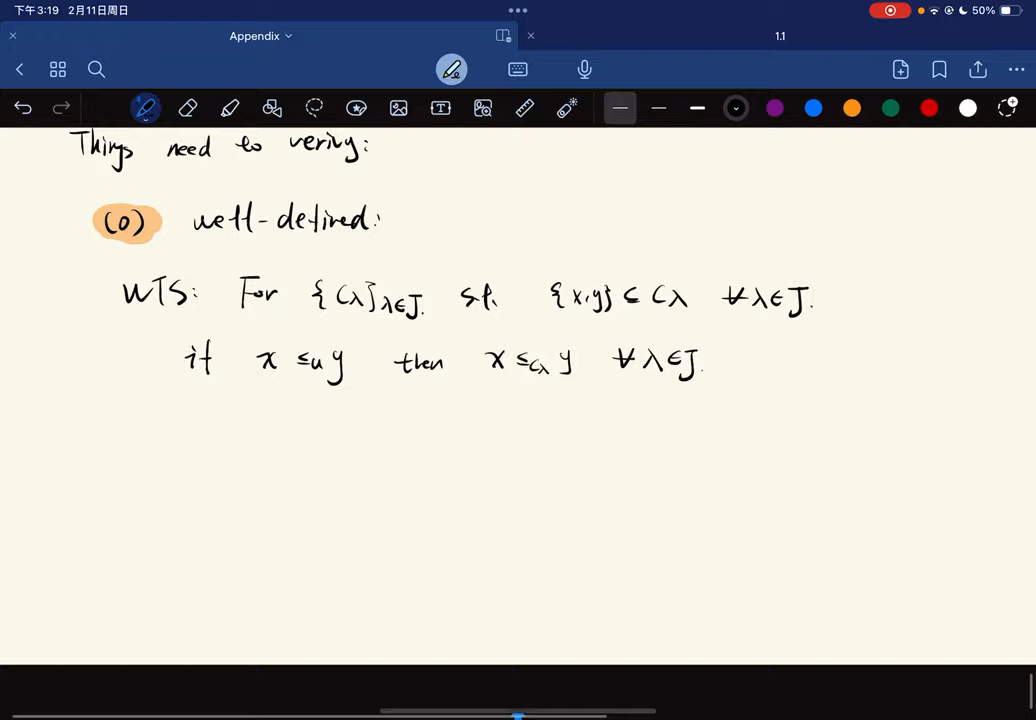 下午3:19 2月11日周日
50%
Appendix
1.1
Things need to verify:
(0) well-defined:
WTS: For {Cλ}λ∈J. s.t. {x,y} ⊆ Cλ ∀λ∈J.
if x ≤u y then x ≤Cλ y ∀λ∈J.